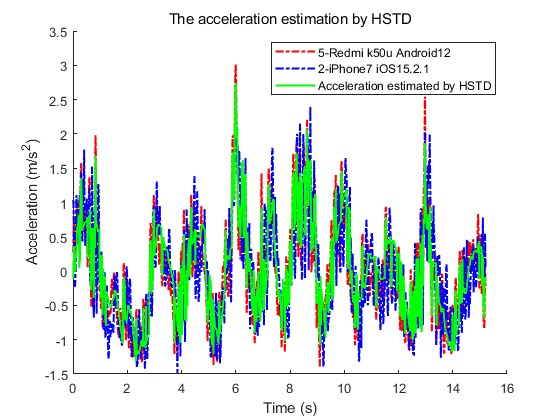 The acceleration estimation by HSTD
3.5
3
2.5
2
1.5
1
0.5
0
-0.5
-1
-1.5
Acceleration (m/s²)
5-Redmi k50u Android12
2-iPhone7 iOS15.2.1
Acceleration estimated by HSTD
0 2 4 6 8 10 12 14 16
Time (s)